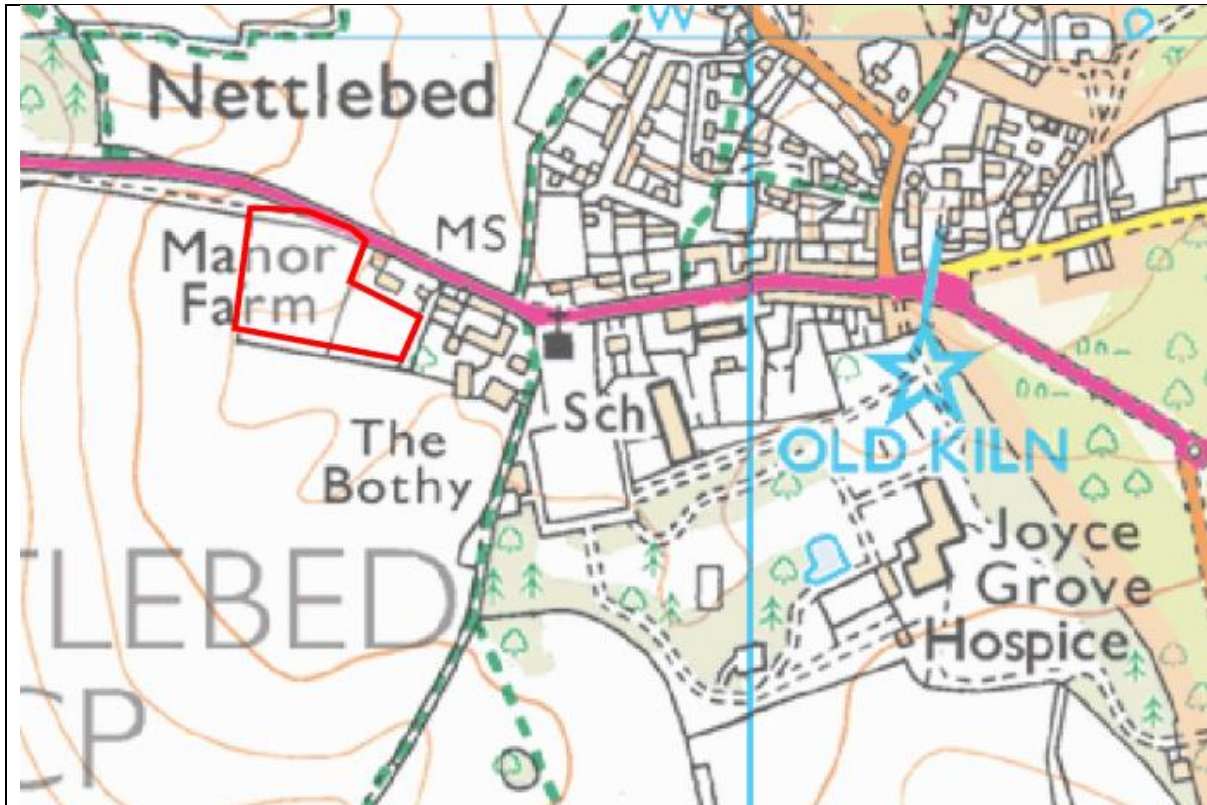 W
Nettlebed
MS
Manor
Farm
Sch
The
Bothy
OLD KILN
Joyce
Grove
Hospice
TLEBED
CP